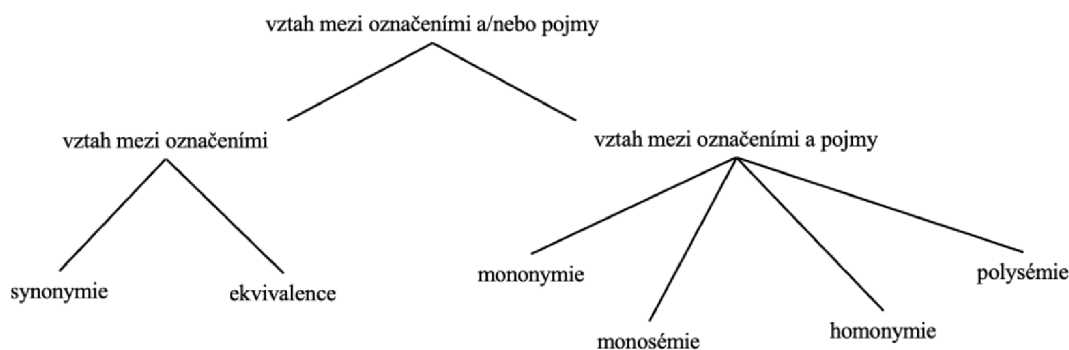 vztah mezi označeními a/nebo pojmy
vztah mezi označeními
vztah mezi označeními a pojmy
synonymie
ekvivalence
mononymie
monosémie
homonymie
polysémie